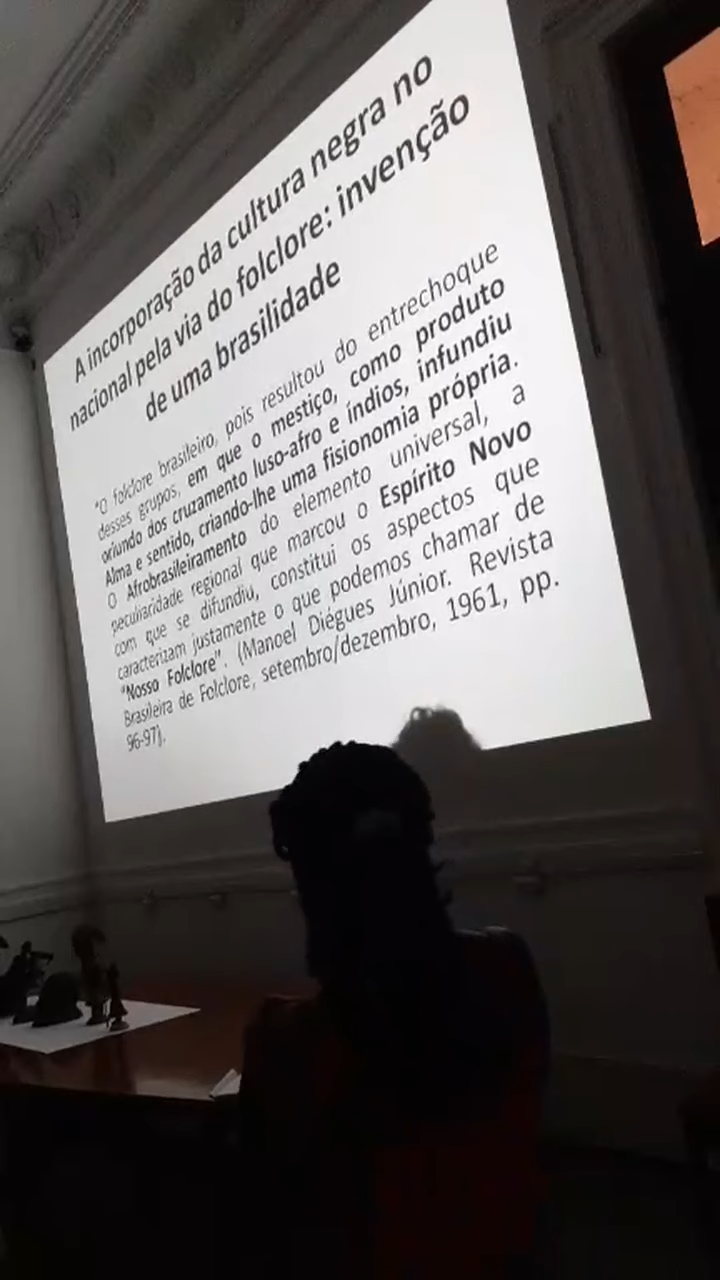 A incorporação da cultura negra no
nacional pela via do folclore: invenção
de uma brasilidade
"O folclore brasileiro, pois resultou do entrechoque
desses grupos, em que o mestiço, como produto
oriundo dos cruzamento luso-afro e índios, infundiu
Alma e sentido, criando-lhe uma fisionomia própria.
O Afrobrasileiramento do elemento universal, a
peculiaridade regional que marcou o Espírito Novo
com que se difundiu, constitui os aspectos que
caracterizam justamente o que podemos chamar de
"Nosso Folclore". (Manoel Diégues Júnior. Revista
Brasileira de Folclore, setembro/dezembro, 1961, pp.
96-97).